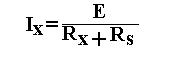 I_X = E / (R_X + R_S)